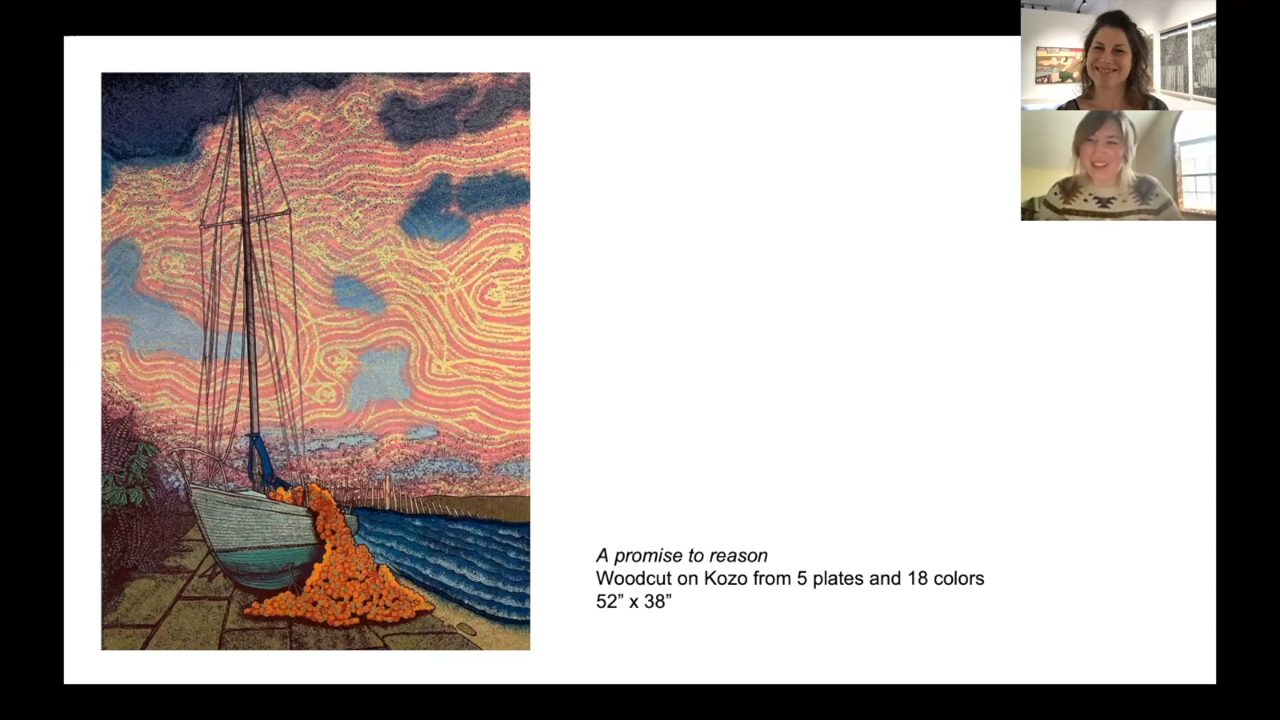 A promise to reason
Woodcut on Kozo from 5 plates and 18 colors
52” x 38”